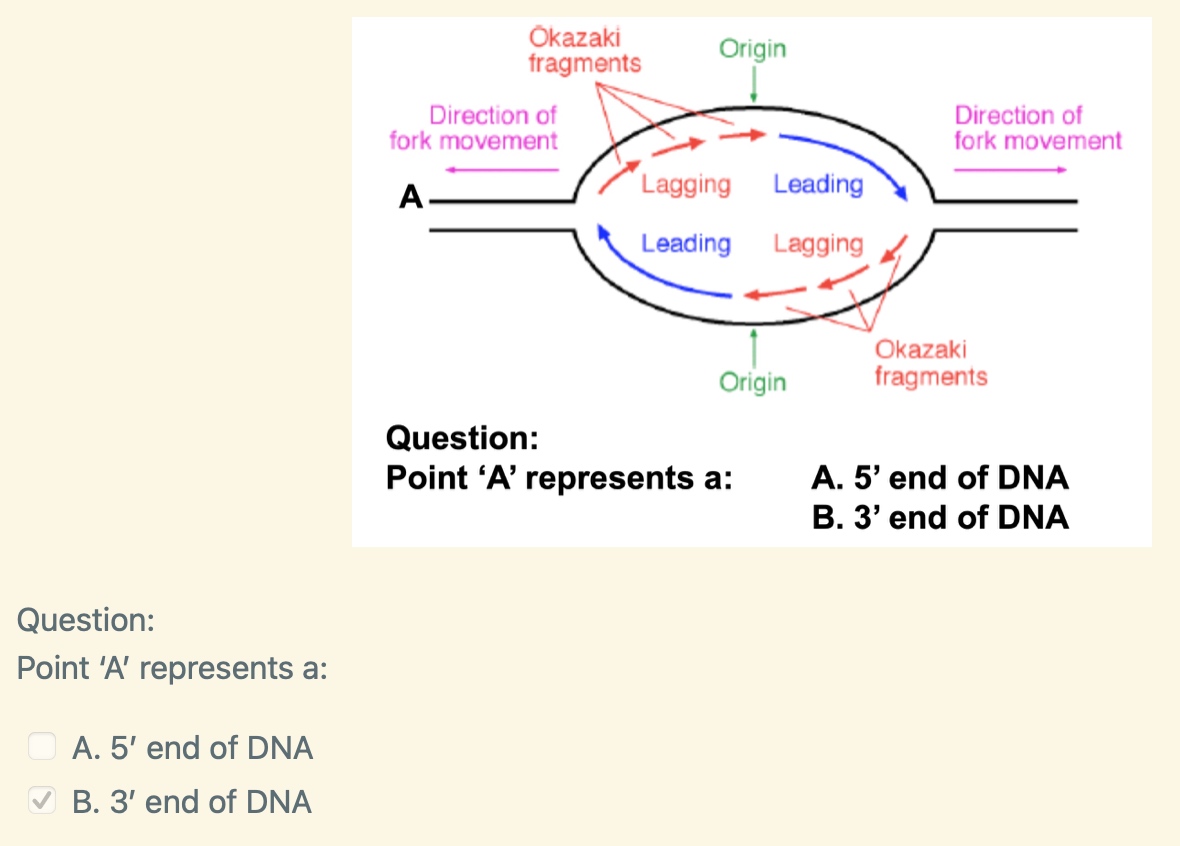 Okazaki
fragments
Origin
Direction of
fork movement
Direction of
fork movement
A
Lagging
Leading
Leading
Lagging
Okazaki
fragments
Origin
Question:
Point ‘A’ represents a:
A. 5’ end of DNA
B. 3’ end of DNA
Question:
Point ‘A’ represents a:
A. 5′ end of DNA
B. 3′ end of DNA